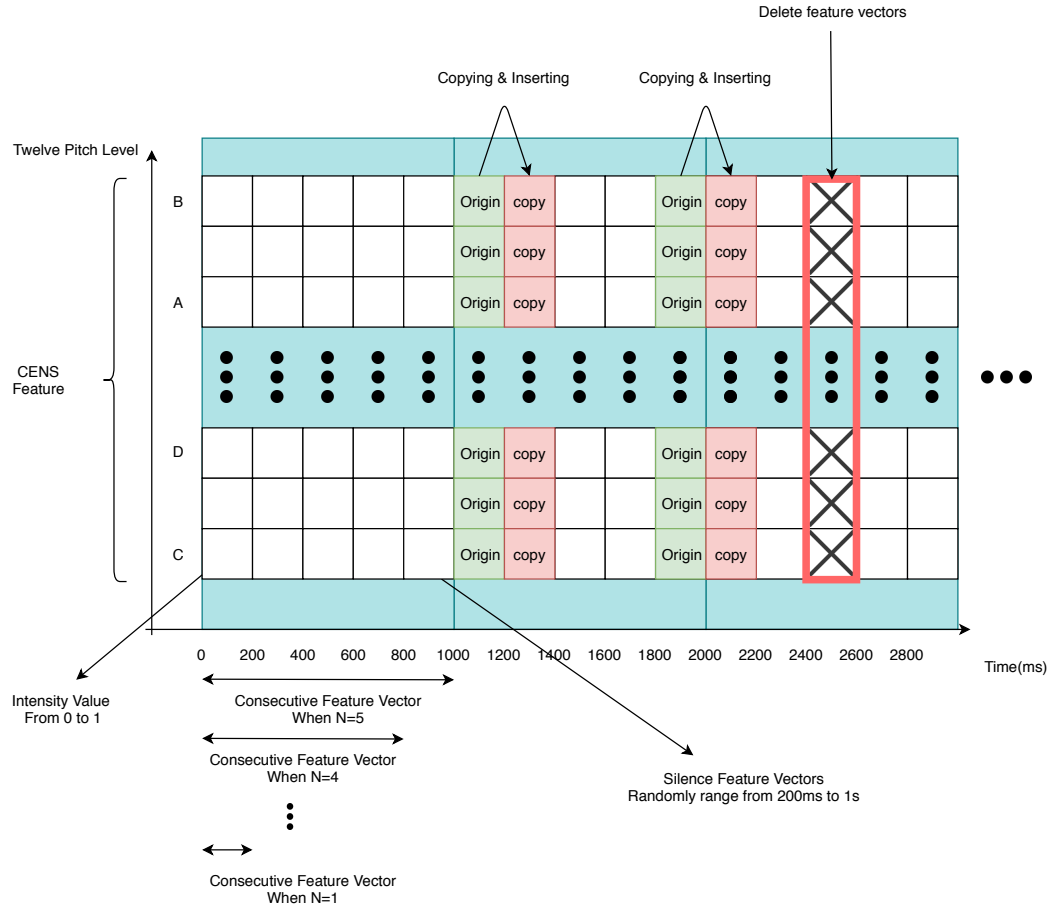 Delete feature vectors
Copying & Inserting
Copying & Inserting
Twelve Pitch Level
B
Origin
copy
Origin
copy
Origin
copy
Origin
copy
A
Origin
copy
Origin
copy
CENS
Feature
D
Origin
copy
Origin
copy
Origin
copy
Origin
copy
C
Origin
copy
Origin
copy
0 200 400 600 800 1000 1200 1400 1600 1800 2000 2200 2400 2600 2800
Time(ms)
Intensity Value
From 0 to 1
Consecutive Feature Vector
When N=5
Consecutive Feature Vector
When N=4
Silence Feature Vectors
Randomly range from 200ms to 1s
Consecutive Feature Vector
When N=1